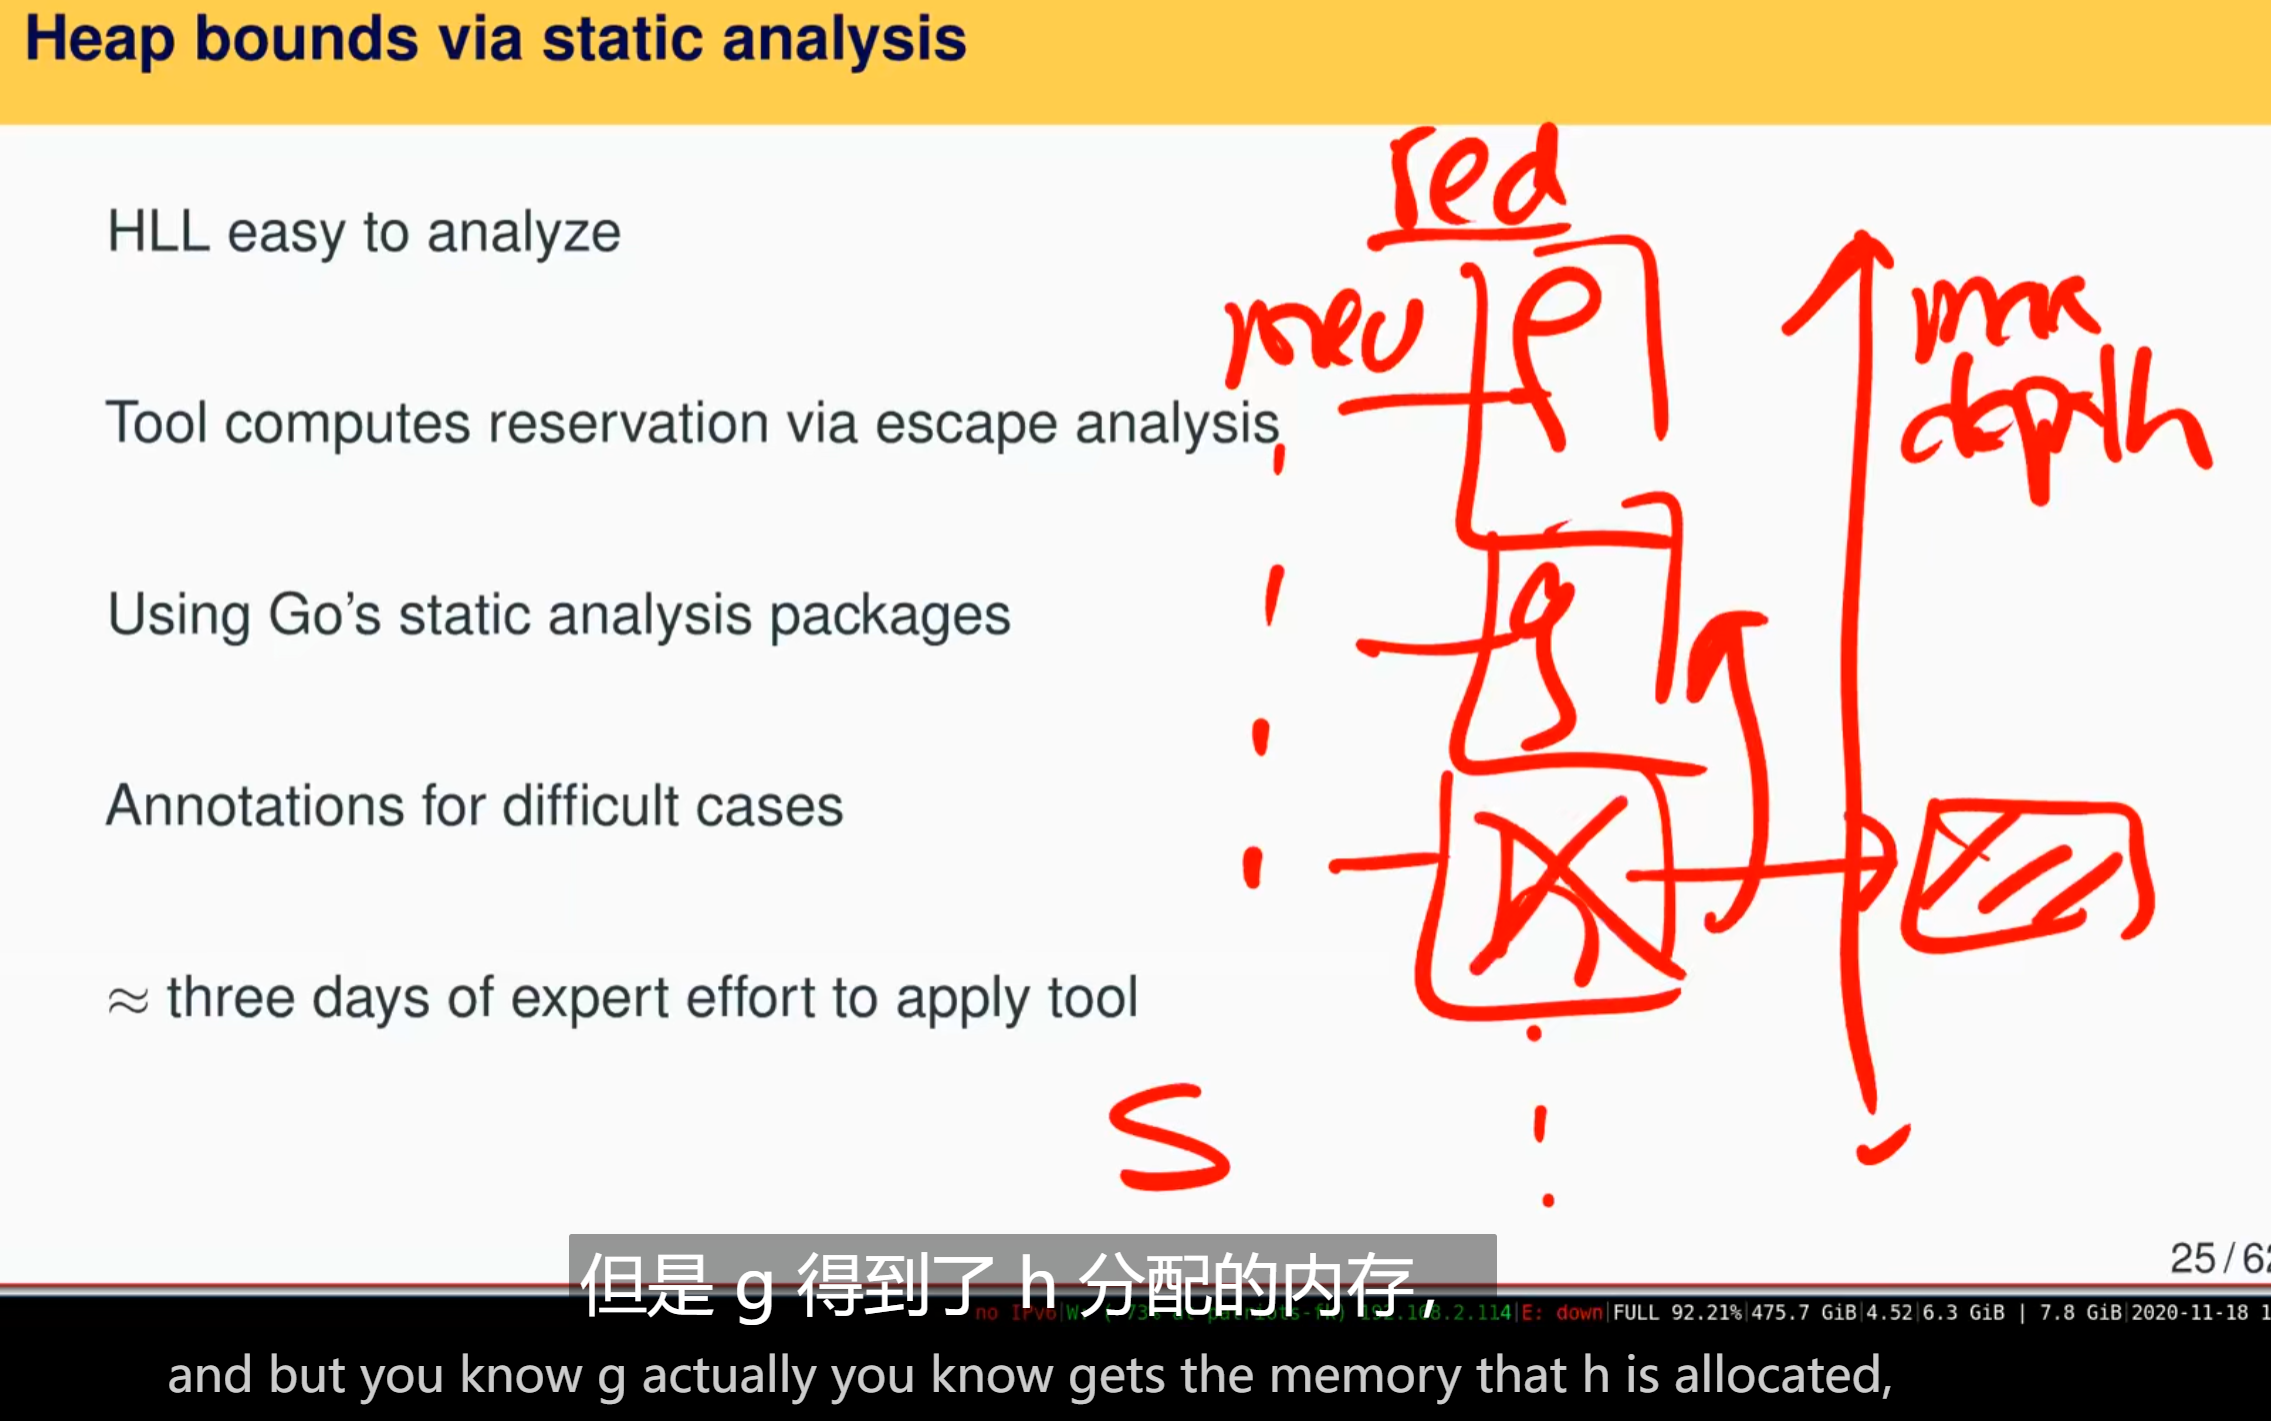 Heap bounds via static analysis
HLL easy to analyze
Tool computes reservation via escape analysis
Using Go's static analysis packages
Annotations for difficult cases
≈ three days of expert effort to apply tool
max
depth
g
h
S
25/62
但是 g 得到了 h 分配的内存,
192.168.2.114|E: down|FULL 92.21%|475.7 GiB|4.52|6.3 GiB | 7.8 GiB|2020-11-18 1
and but you know g actually you know gets the memory that h is allocated,